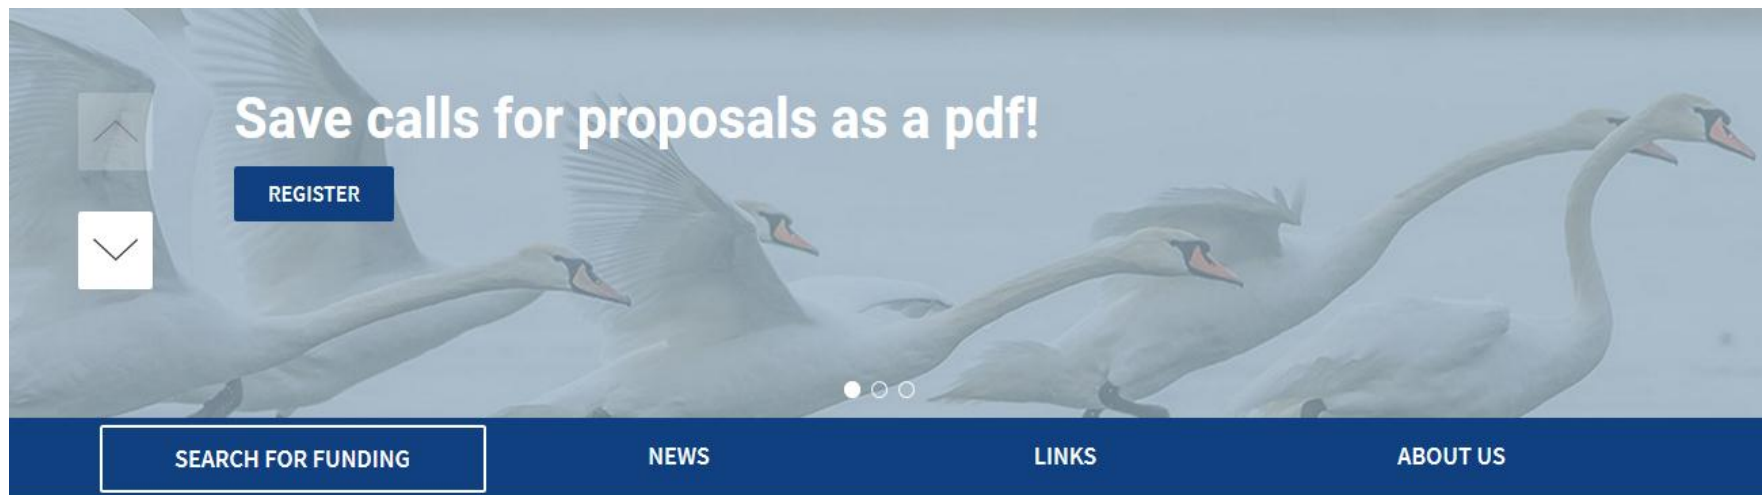 Save calls for proposals as a pdf!
REGISTER
SEARCH FOR FUNDING
NEWS
LINKS
ABOUT US